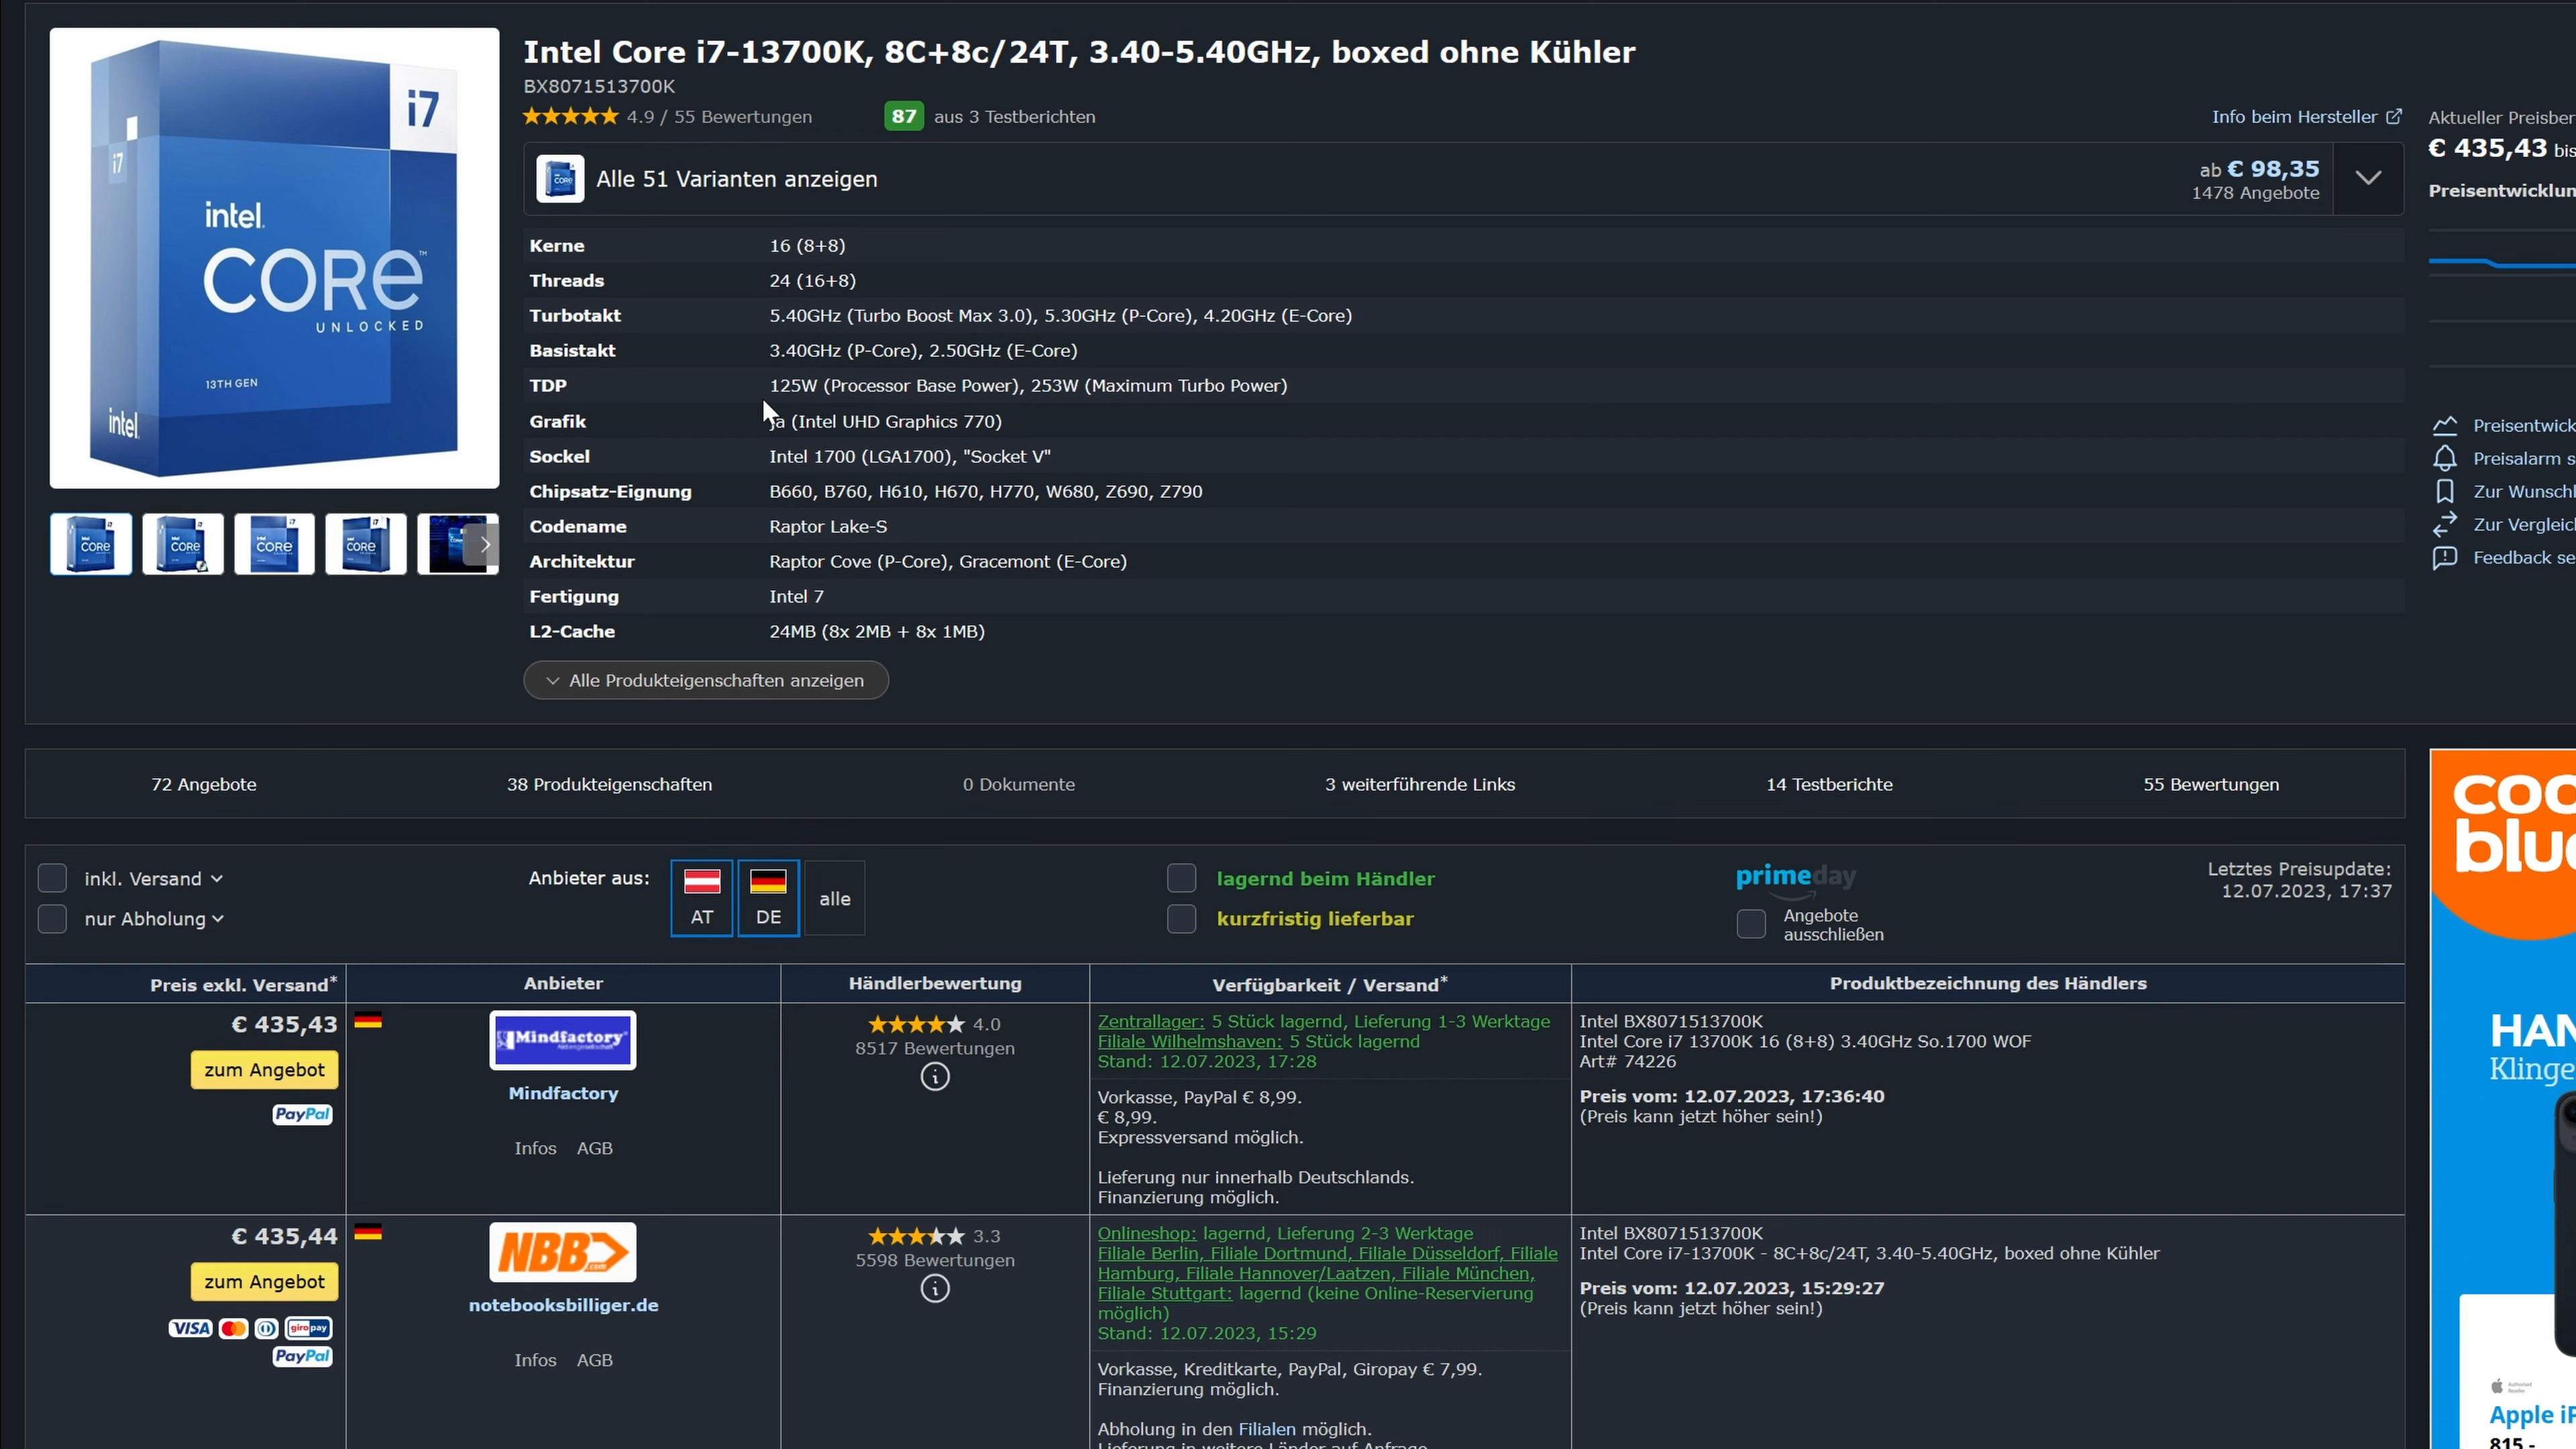 Intel Core i7-13700K, 8C+8c/24T, 3.40-5.40GHz, boxed ohne Kühler
BX8071513700K
4.9 / 55 Bewertungen
87 aus 3 Testberichten
Info beim Hersteller
Alle 51 Varianten anzeigen
ab € 98,35
1478 Angebote
i7
i7
intel.
CORE™
UNLOCKED
13TH GEN
intel.
Kerne 16 (8+8)
Threads 24 (16+8)
Turbotakt 5.40GHz (Turbo Boost Max 3.0), 5.30GHz (P-Core), 4.20GHz (E-Core)
Basistakt 3.40GHz (P-Core), 2.50GHz (E-Core)
TDP 125W (Processor Base Power), 253W (Maximum Turbo Power)
Grafik ja (Intel UHD Graphics 770)
Sockel Intel 1700 (LGA1700), "Socket V"
Chipsatz-Eignung B660, B760, H610, H670, H770, W680, Z690, Z790
Codename Raptor Lake-S
Architektur Raptor Cove (P-Core), Gracemont (E-Core)
Fertigung Intel 7
L2-Cache 24MB (8x 2MB + 8x 1MB)
Alle Produkteigenschaften anzeigen
Aktueller Preisber
€ 435,43 bis
Preisentwicklun
Preisentwick
Preisalarm s
Zur Wunschl
Zur Vergleic
Feedback se
72 Angebote 38 Produkteigenschaften 0 Dokumente 3 weiterführende Links 14 Testberichte 55 Bewertungen
inkl. Versand
nur Abholung
Anbieter aus:
AT
DE
alle
lagernd beim Händler
kurzfristig lieferbar
primeday
Angebote
ausschließen
Letztes Preisupdate:
12.07.2023, 17:37
Preis exkl. Versand* Anbieter Händlerbewertung Verfügbarkeit / Versand* Produktbezeichnung des Händlers
€ 435,43
zum Angebot
PayPal
Mindfactory
Mindfactory
Infos AGB
4.0
8517 Bewertungen
Zentrallager: 5 Stück lagernd, Lieferung 1-3 Werktage
Filiale Wilhelmshaven: 5 Stück lagernd
Stand: 12.07.2023, 17:28
Vorkasse, PayPal € 8,99.
€ 8,99.
Expressversand möglich.
Lieferung nur innerhalb Deutschlands.
Finanzierung möglich.
Intel BX8071513700K
Intel Core i7 13700K 16 (8+8) 3.40GHz So.1700 WOF
Art# 74226
Preis vom: 12.07.2023, 17:36:40
(Preis kann jetzt höher sein!)
€ 435,44
zum Angebot
VISA
giropay
PayPal
NBB.com
notebooksbilliger.de
Infos AGB
3.3
5598 Bewertungen
Onlineshop: lagernd, Lieferung 2-3 Werktage
Filiale Berlin, Filiale Dortmund, Filiale Düsseldorf, Filiale
Hamburg, Filiale Hannover/Laatzen, Filiale München,
Filiale Stuttgart: lagernd (keine Online-Reservierung
möglich)
Stand: 12.07.2023, 15:29
Vorkasse, Kreditkarte, PayPal, Giropay € 7,99.
Finanzierung möglich.
Abholung in den Filialen möglich.
Lieferung in weitere Länder auf Anfrage
Intel BX8071513700K
Intel Core i7-13700K - 8C+8c/24T, 3.40-5.40GHz, boxed ohne Kühler
Preis vom: 12.07.2023, 15:29:27
(Preis kann jetzt höher sein!)
coo
blue
HAN
Klinge
Apple iP
815,-